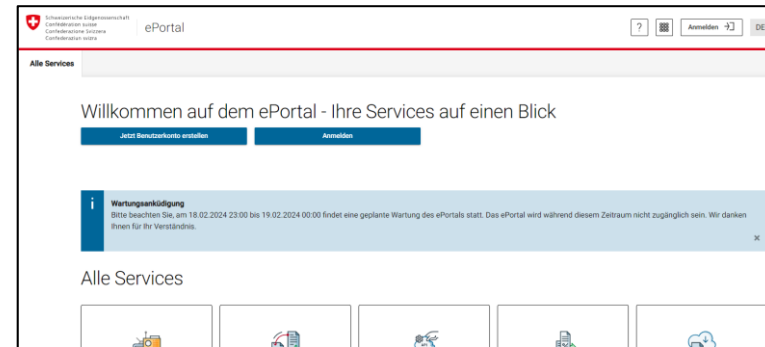 Schweizerische Eidgenossenschaft
Confédération suisse
Confederazione Svizzera
Confederaziun svizra
ePortal
?
Anmelden
DE
Alle Services
Willkommen auf dem ePortal - Ihre Services auf einen Blick
Jetzt Benutzerkonto erstellen
Anmelden
i
Wartungsanküdigung
Bitte beachten Sie, am 18.02.2024 23:00 bis 19.02.2024 00:00 findet eine geplante Wartung des ePortals statt. Das ePortal wird während diesem Zeitraum nicht zugänglich sein. Wir danken
Ihnen für Ihr Verständnis.
Alle Services